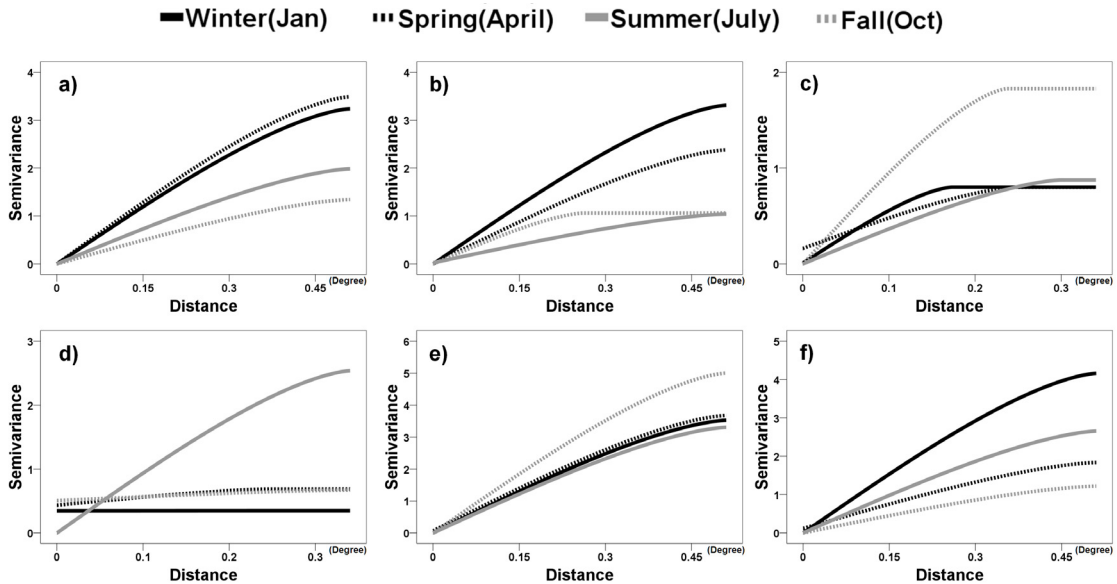 Winter(Jan) Spring(April) Summer(July) Fall(Oct)
a) b) c)
Semivariance 4 3 2 1 0
0 0.15 0.3 0.45 (Degree)
Distance
Semivariance 4 3 2 1 0
0 0.15 0.3 0.45 (Degree)
Distance
Semivariance 2 1 0
0 0.1 0.2 0.3 (Degree)
Distance
d) e) f)
Semivariance 3 2 1 0
0 0.1 0.2 0.3 (Degree)
Distance
Semivariance 6 5 4 3 2 1 0
0 0.15 0.3 0.45 (Degree)
Distance
Semivariance 5 4 3 2 1 0
0 0.15 0.3 0.45 (Degree)
Distance